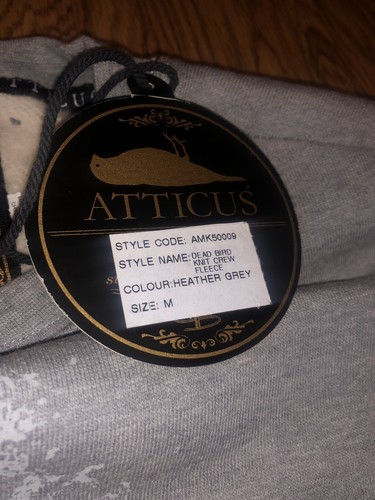 ATTICUS
STYLE CODE: AMK50009
STYLE NAME: DEAD BIRD
KNIT CREW
FLEECE
COLOUR:HEATHER GREY
SIZE: M